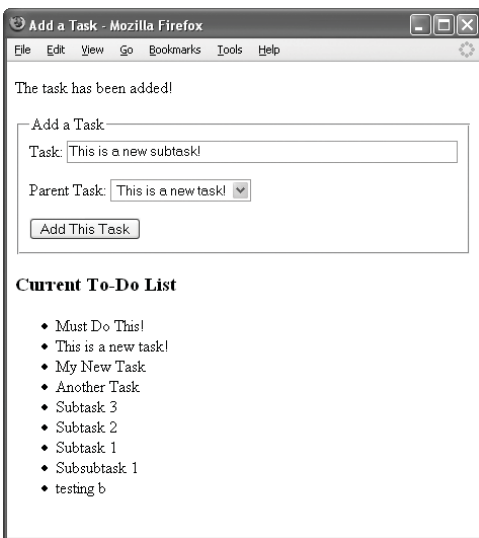 Add a Task - Mozilla Firefox
File Edit View Go Bookmarks Tools Help
The task has been added!
Add a Task
Task: This is a new subtask!
Parent Task: This is a new task!
Add This Task
Current To-Do List
Must Do This!
This is a new task!
My New Task
Another Task
Subtask 3
Subtask 2
Subtask 1
Subsubtask 1
testing b